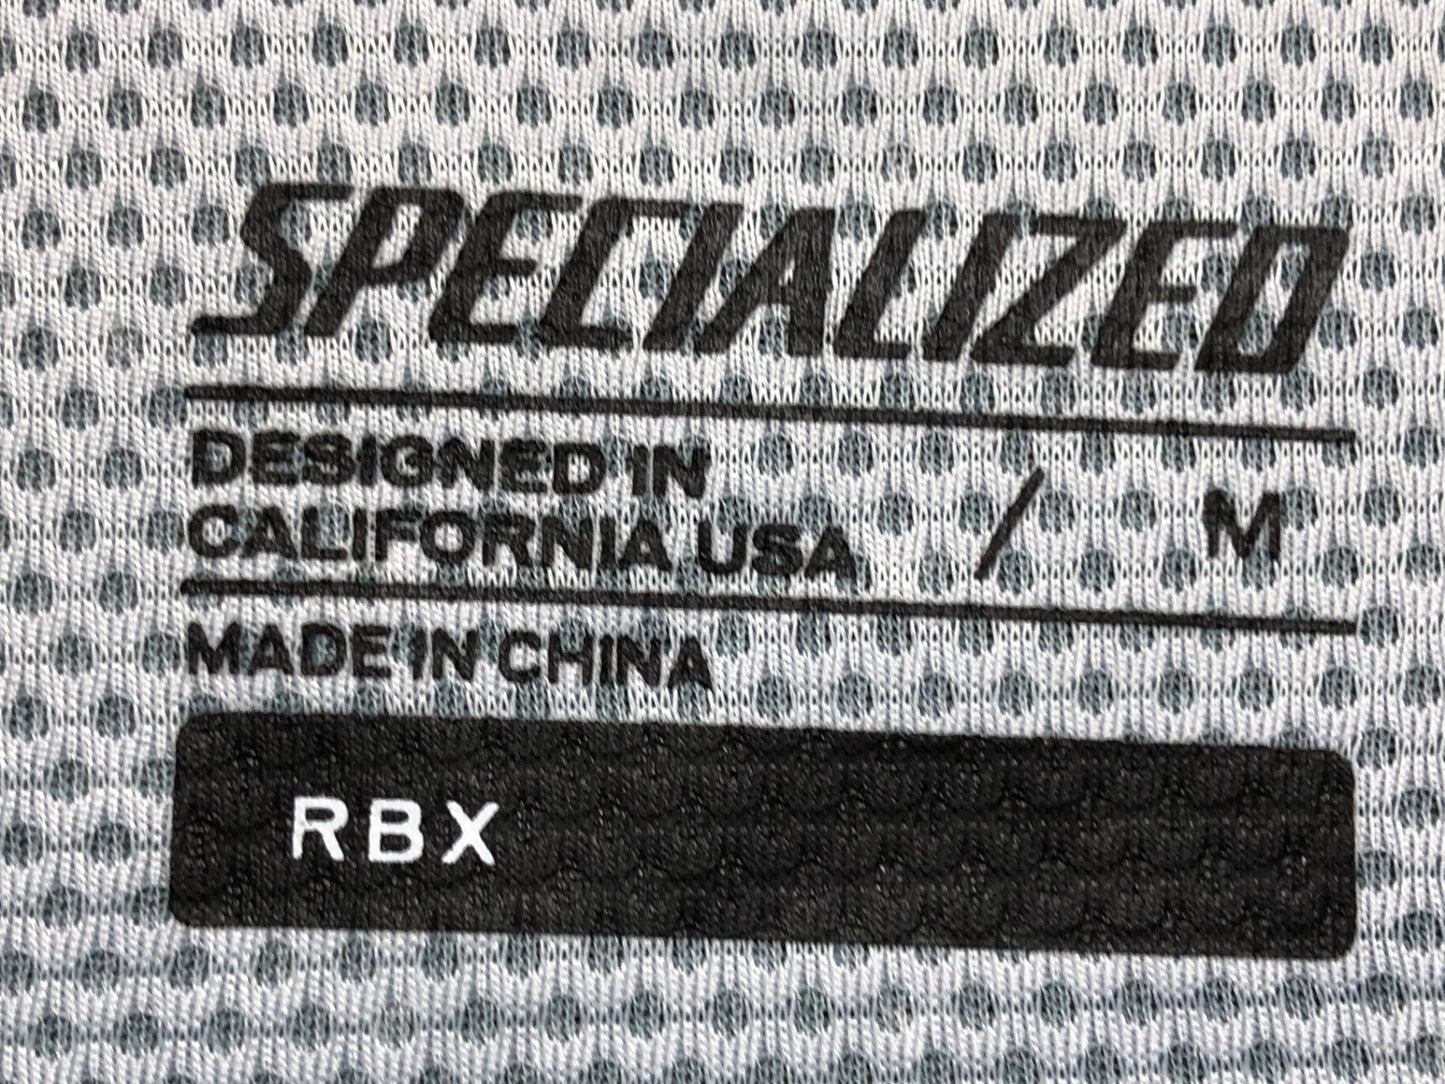 SPECIALIZED
DESIGNED IN
CALIFORNIA USA / M
MADE IN CHINA
RBX